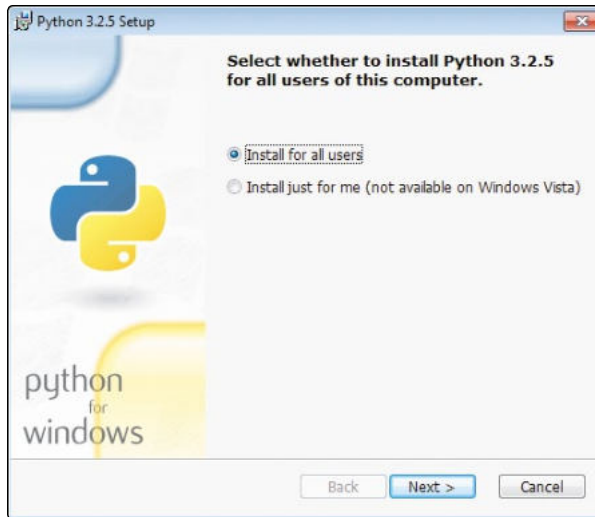 Python 3.2.5 Setup
Select whether to install Python 3.2.5
for all users of this computer.
Install for all users
Install just for me (not available on Windows Vista)
python
for
windows
Back
Next >
Cancel